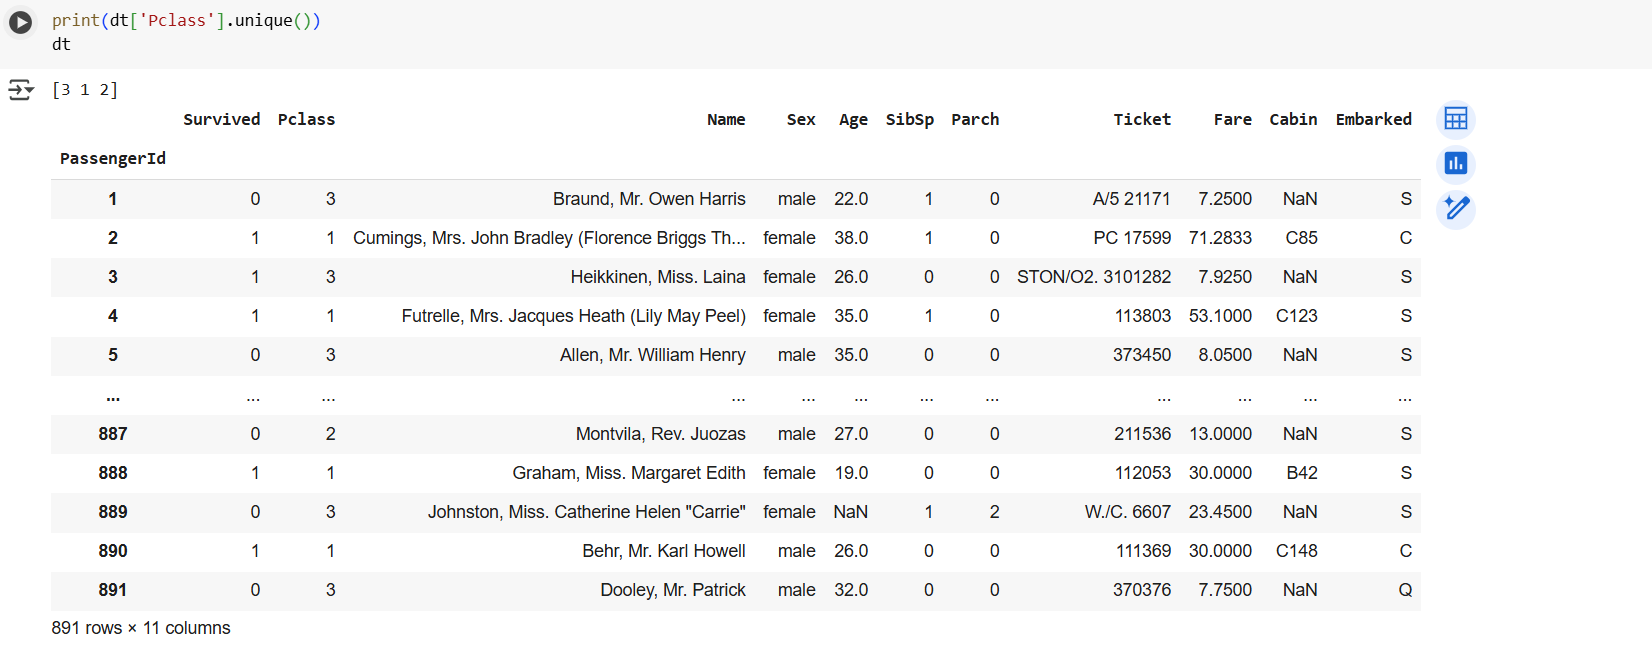 print(dt['Pclass'].unique())
dt
[3 1 2]
Survived Pclass Name Sex Age SibSp Parch Ticket Fare Cabin Embarked
PassengerId
1 0 3 Braund, Mr. Owen Harris male 22.0 1 0 A/5 21171 7.2500 NaN S
2 1 1 Cumings, Mrs. John Bradley (Florence Briggs Th... female 38.0 1 0 PC 17599 71.2833 C85 C
3 1 3 Heikkinen, Miss. Laina female 26.0 0 0 STON/O2. 3101282 7.9250 NaN S
4 1 1 Futrelle, Mrs. Jacques Heath (Lily May Peel) female 35.0 1 0 113803 53.1000 C123 S
5 0 3 Allen, Mr. William Henry male 35.0 0 0 373450 8.0500 NaN S
... ... ... ... ... ... ... ... ... ... ... ...
887 0 2 Montvila, Rev. Juozas male 27.0 0 0 211536 13.0000 NaN S
888 1 1 Graham, Miss. Margaret Edith female 19.0 0 0 112053 30.0000 B42 S
889 0 3 Johnston, Miss. Catherine Helen "Carrie" female NaN 1 2 W./C. 6607 23.4500 NaN S
890 1 1 Behr, Mr. Karl Howell male 26.0 0 0 111369 30.0000 C148 C
891 0 3 Dooley, Mr. Patrick male 32.0 0 0 370376 7.7500 NaN Q
891 rows × 11 columns